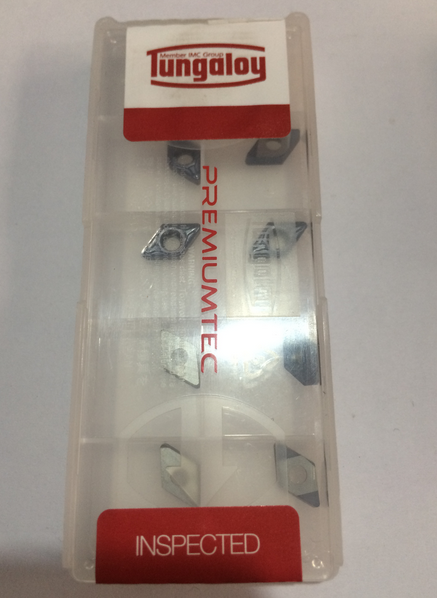 Member IMC Group
Tungaloy
PREMIUMTEC
INSPECTED